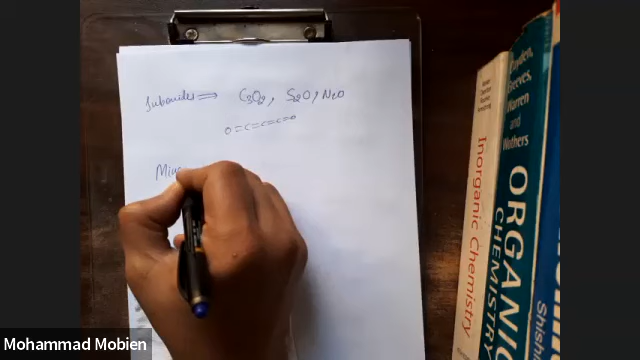 Suboxides ⇒ C3O2, S2O, N2O
O=C=C=C=O
Inorganic Chemistry
Clayden,
Greeves,
Warren
and
Wothers
ORGANIC
CHEMISTRY
Mohammad Mobien